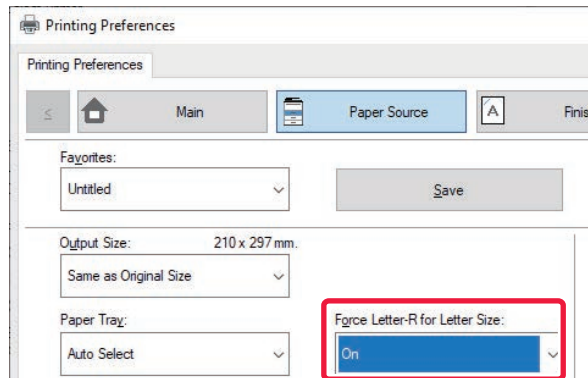 Printing Preferences
Printing Preferences
≤ Main Paper Source A Finis
Favorites:
Untitled
Save
Output Size: 210 x 297 mm.
Same as Original Size
Paper Tray: Force Letter-R for Letter Size:
Auto Select On